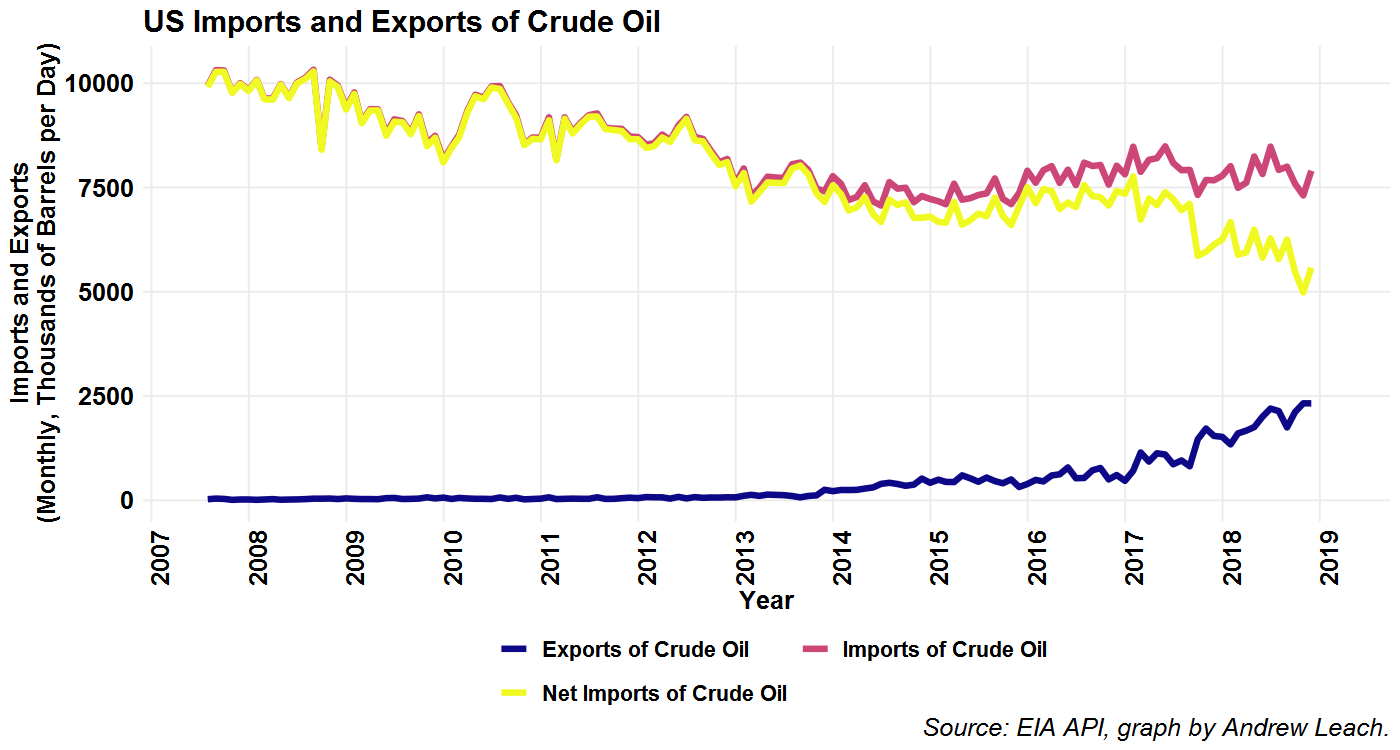 US Imports and Exports of Crude Oil
Imports and Exports
(Monthly, Thousands of Barrels per Day)
10000
7500
5000
2500
0
2007 2008 2009 2010 2011 2012 2013 2014 2015 2016 2017 2018 2019
Year
Exports of Crude Oil Imports of Crude Oil
Net Imports of Crude Oil
Source: EIA API, graph by Andrew Leach.